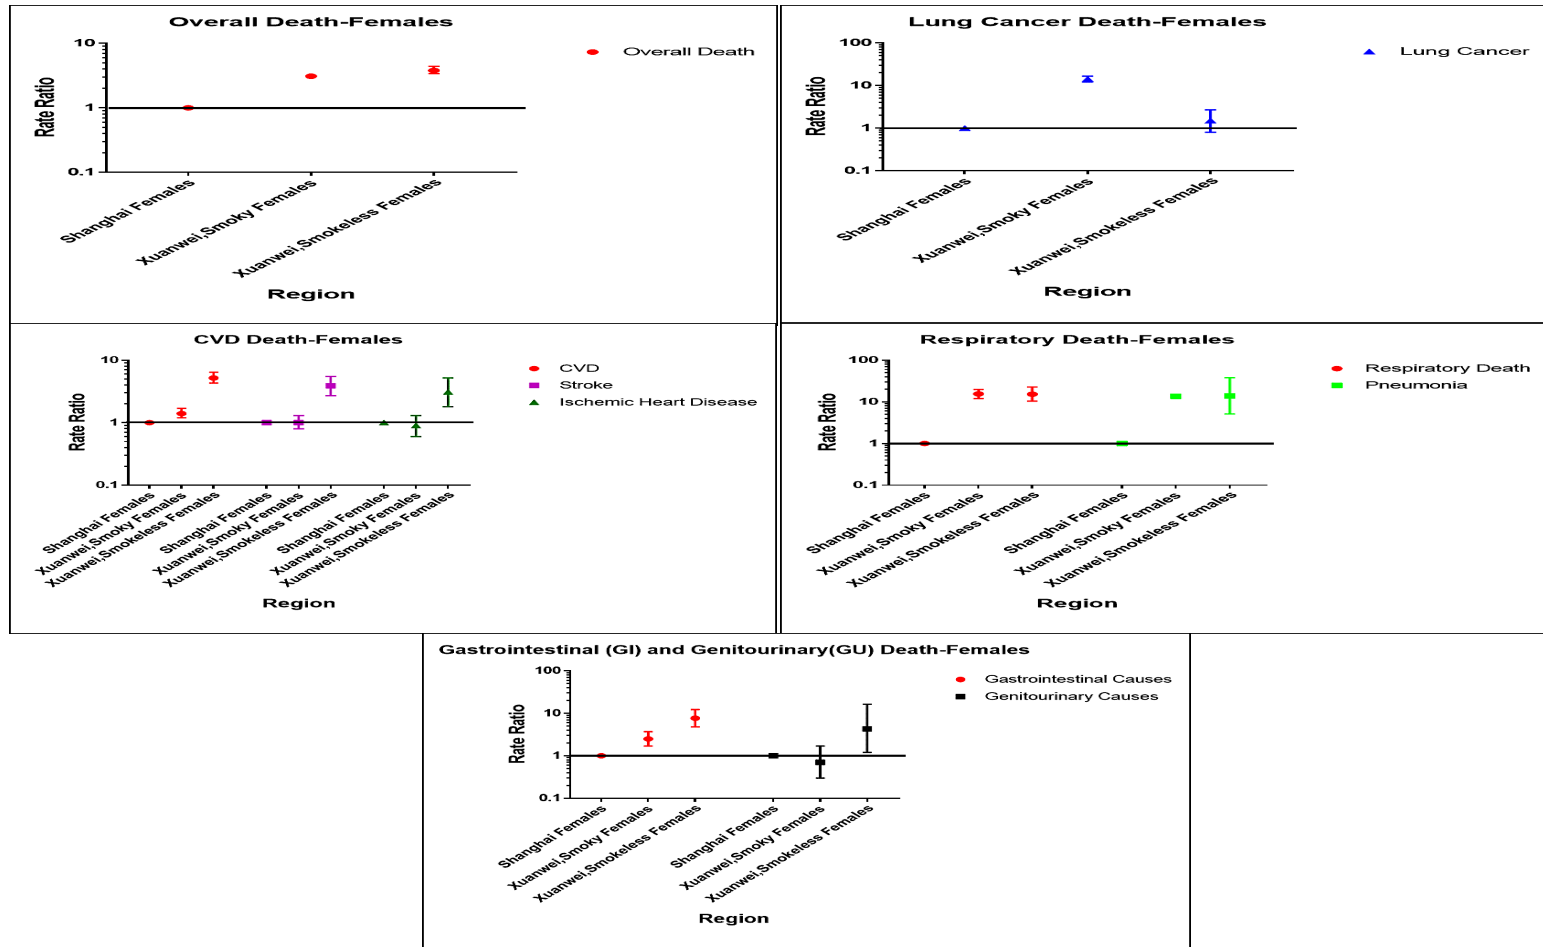 Overall Death-Females
10
1
0.1
Rate Ratio
Overall Death
Shanghai Females
Xuanwei,Smoky Females
Xuanwei,Smokeless Females
Region
Lung Cancer Death-Females
100
10
1
0.1
Rate Ratio
Lung Cancer
Shanghai Females
Xuanwei,Smoky Females
Xuanwei,Smokeless Females
Region
CVD Death-Females
10
1
0.1
Rate Ratio
CVD
Stroke
Ischemic Heart Disease
Shanghai Females
Xuanwei,Smoky Females
Xuanwei,Smokeless Females
Shanghai Females
Xuanwei,Smoky Females
Xuanwei,Smokeless Females
Shanghai Females
Xuanwei,Smoky Females
Xuanwei,Smokeless Females
Region
Respiratory Death-Females
100
10
1
0.1
Rate Ratio
Respiratory Death
Pneumonia
Shanghai Females
Xuanwei,Smoky Females
Xuanwei,Smokeless Females
Shanghai Females
Xuanwei,Smoky Females
Xuanwei,Smokeless Females
Region
Gastrointestinal (GI) and Genitourinary(GU) Death-Females
100
10
1
0.1
Rate Ratio
Gastrointestinal Causes
Genitourinary Causes
Shanghai Females
Xuanwei,Smoky Females
Xuanwei,Smokeless Females
Shanghai Females
Xuanwei,Smoky Females
Xuanwei,Smokeless Females
Region